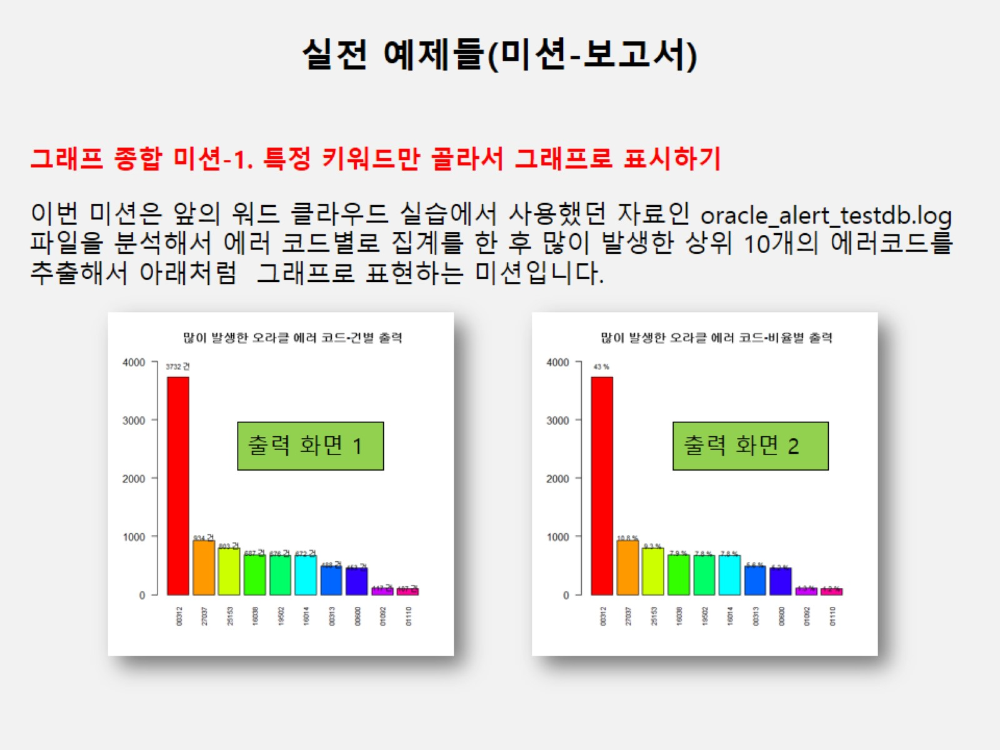 실전 예제들(미션-보고서)
그래프 종합 미션-1. 특정 키워드만 골라서 그래프로 표시하기
이번 미션은 앞의 워드 클라우드 실습에서 사용했던 자료인 oracle_alert_testdb.log
파일을 분석해서 에러 코드별로 집계를 한 후 많이 발생한 상위 10개의 에러코드를
추출해서 아래처럼 그래프로 표현하는 미션입니다.
많이 발생한 오라클 에러 코드-건별 출력
4000
3000
2000
1000
0
3732 건
934 건
803 건
687 건
676 건
672 건
488 건
453 건
117 건
107 건
출력 화면 1
00312
27037
25153
16038
19502
16014
00313
00600
01092
01110
많이 발생한 오라클 에러 코드-비율별 출력
4000
3000
2000
1000
0
43 %
10.8 %
9.3 %
7.9 %
7.8 %
7.8 %
5.6 %
5.2 %
1.3 %
1.2 %
출력 화면 2
00312
27037
25153
16038
19502
16014
00313
00600
01092
01110